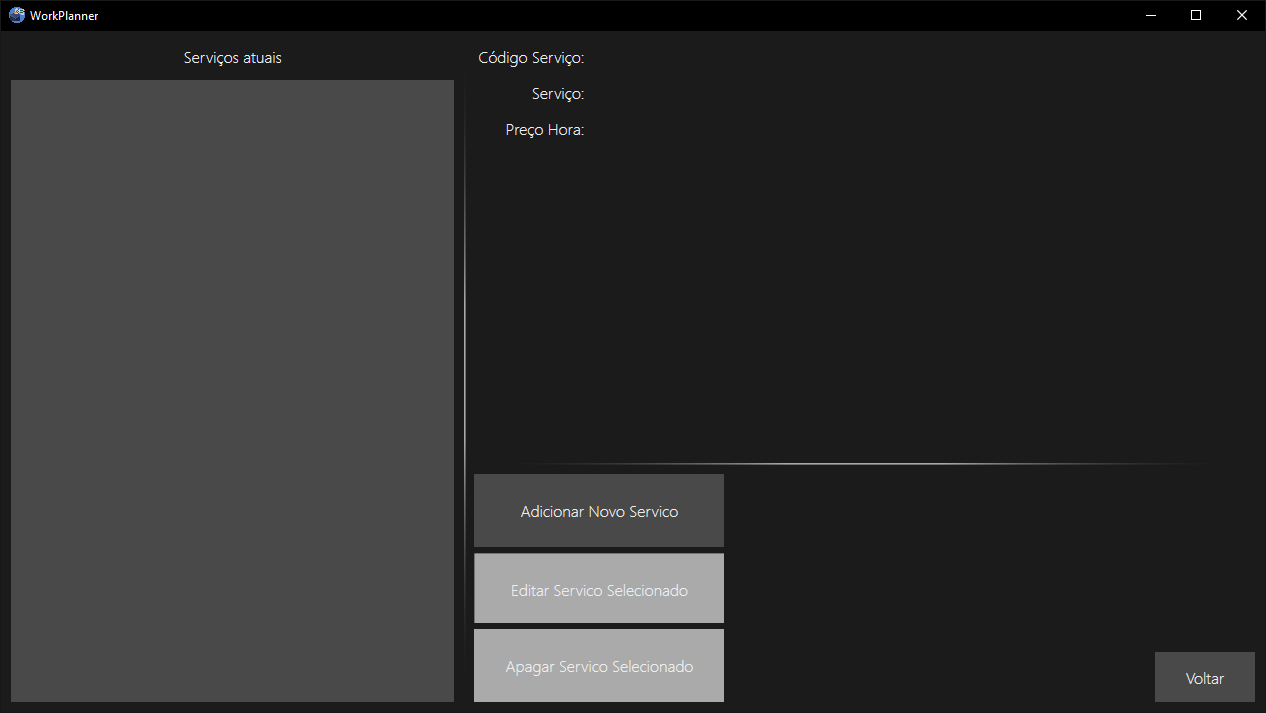 WorkPlanner
Serviços atuais
Código Serviço:
Serviço:
Preço Hora:
Adicionar Novo Servico
Editar Servico Selecionado
Apagar Servico Selecionado
Voltar